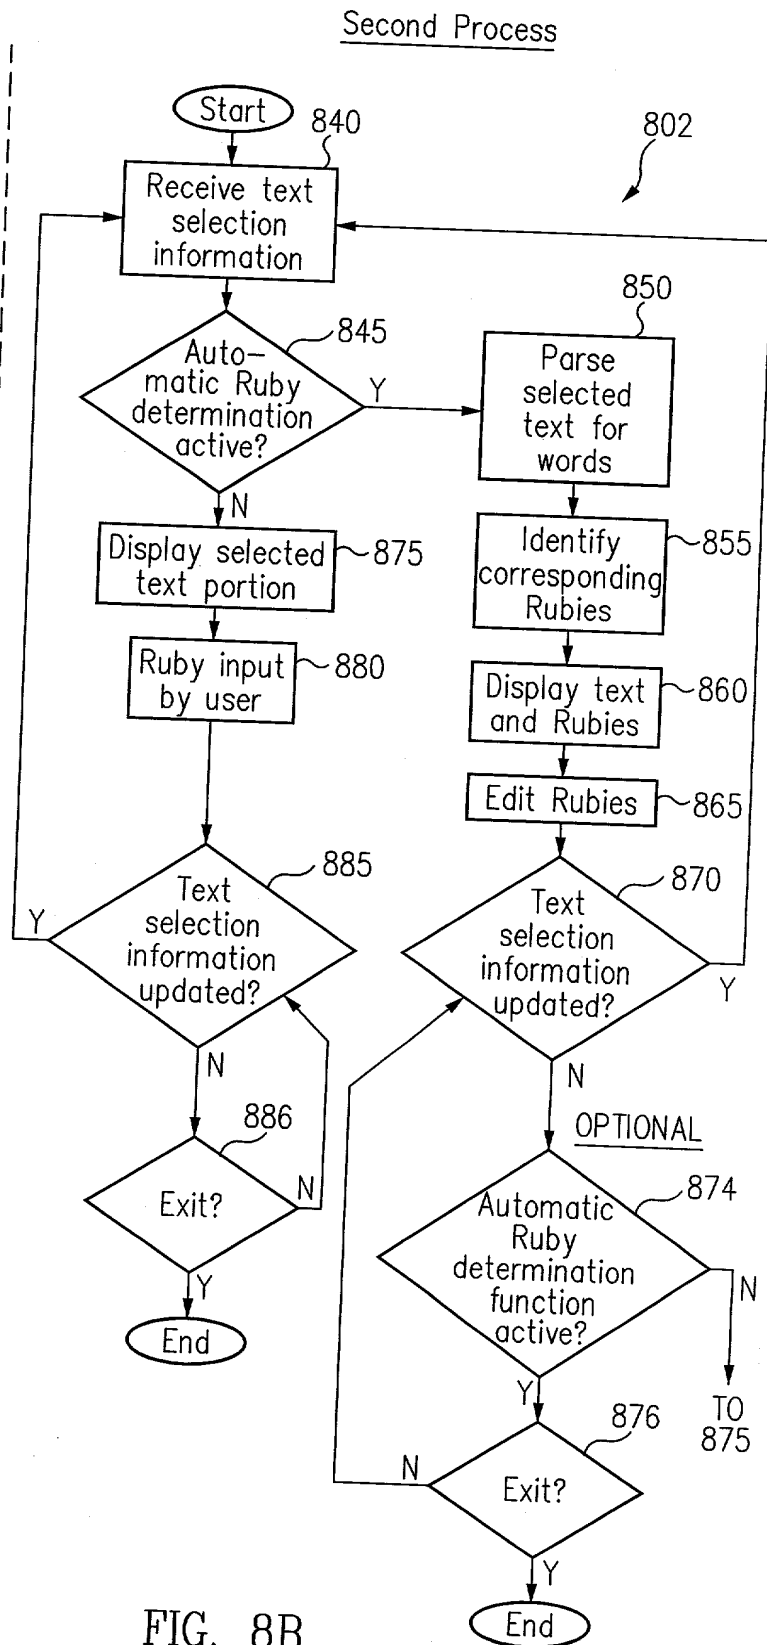 Second Process
Start
840
802
Receive text
selection
information
850
845
Auto-
matic Ruby
determination
active?
Y
Parse
selected
text for
words
N
Display selected
text portion
875
Identify
corresponding
Rubies
855
Ruby input
by user
880
Display text
and Rubies
860
Edit Rubies
865
885
Text
selection
information
updated?
Y
N
870
Text
selection
information
updated?
Y
N
886
Exit?
N
Y
End
OPTIONAL
874
Automatic
Ruby
determination
function
active?
N
TO
875
Y
876
Exit?
N
Y
End
FIG. 8B